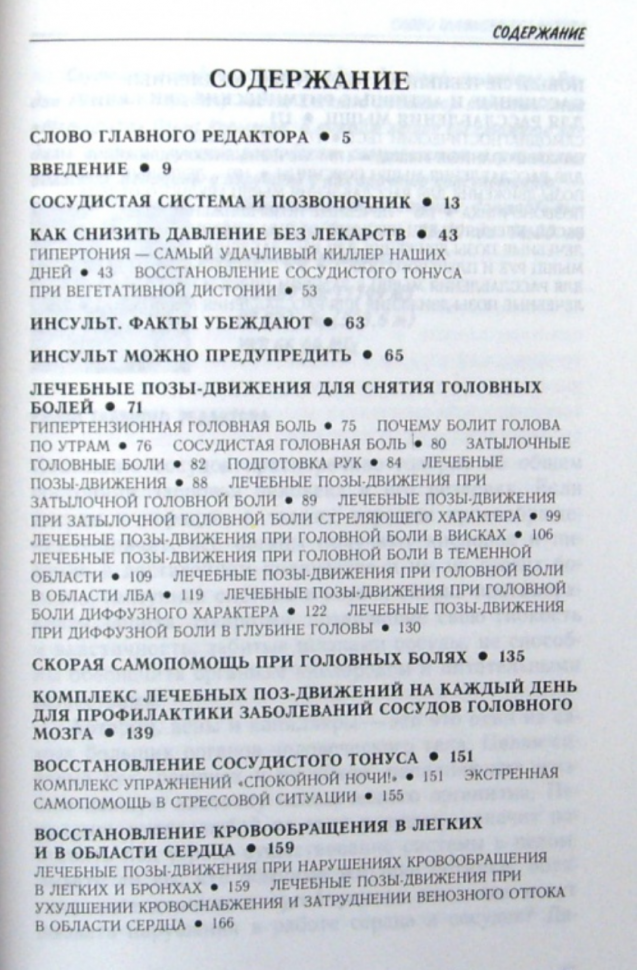 СОДЕРЖАНИЕ
СОДЕРЖАНИЕ
СЛОВО ГЛАВНОГО РЕДАКТОРА ● 5
ВВЕДЕНИЕ ● 9
СОСУДИСТАЯ СИСТЕМА И ПОЗВОНОЧНИК ● 13
КАК СНИЗИТЬ ДАВЛЕНИЕ БЕЗ ЛЕКАРСТВ ● 43
ГИПЕРТОНИЯ — САМЫЙ УДАЧЛИВЫЙ КИЛЛЕР НАШИХ
ДНЕЙ ● 43 ВОССТАНОВЛЕНИЕ СОСУДИСТОГО ТОНУСА
ПРИ ВЕГЕТАТИВНОЙ ДИСТОНИИ ● 53
ИНСУЛЬТ. ФАКТЫ УБЕЖДАЮТ ● 63
ИНСУЛЬТ МОЖНО ПРЕДУПРЕДИТЬ ● 65
ЛЕЧЕБНЫЕ ПОЗЫ-ДВИЖЕНИЯ ДЛЯ СНЯТИЯ ГОЛОВНЫХ
БОЛЕЙ ● 71
ГИПЕРТЕНЗИОННАЯ ГОЛОВНАЯ БОЛЬ ● 75 ПОЧЕМУ БОЛИТ ГОЛОВА
ПО УТРАМ ● 76 СОСУДИСТАЯ ГОЛОВНАЯ БОЛЬ ● 80 ЗАТЫЛОЧНЫЕ
ГОЛОВНЫЕ БОЛИ ● 82 ПОДГОТОВКА РУК ● 84 ЛЕЧЕБНЫЕ
ПОЗЫ-ДВИЖЕНИЯ ● 88 ЛЕЧЕБНЫЕ ПОЗЫ-ДВИЖЕНИЯ ПРИ
ЗАТЫЛОЧНОЙ ГОЛОВНОЙ БОЛИ ● 89 ЛЕЧЕБНЫЕ ПОЗЫ-ДВИЖЕНИЯ
ПРИ ЗАТЫЛОЧНОЙ ГОЛОВНОЙ БОЛИ СТРЕЛЯЮЩЕГО ХАРАКТЕРА ● 99
ЛЕЧЕБНЫЕ ПОЗЫ-ДВИЖЕНИЯ ПРИ ГОЛОВНОЙ БОЛИ В ВИСКАХ ● 106
ЛЕЧЕБНЫЕ ПОЗЫ-ДВИЖЕНИЯ ПРИ ГОЛОВНОЙ БОЛИ В ТЕМЕННОЙ
ОБЛАСТИ ● 109 ЛЕЧЕБНЫЕ ПОЗЫ-ДВИЖЕНИЯ ПРИ ГОЛОВНОЙ БОЛИ
В ОБЛАСТИ ЛБА ● 119 ЛЕЧЕБНЫЕ ПОЗЫ-ДВИЖЕНИЯ ПРИ ГОЛОВНОЙ
БОЛИ ДИФФУЗНОГО ХАРАКТЕРА ● 122 ЛЕЧЕБНЫЕ ПОЗЫ-ДВИЖЕНИЯ
ПРИ ДИФФУЗНОЙ БОЛИ В ГЛУБИНЕ ГОЛОВЫ ● 130
СКОРАЯ САМОПОМОЩЬ ПРИ ГОЛОВНЫХ БОЛЯХ ● 135
КОМПЛЕКС ЛЕЧЕБНЫХ ПОЗ-ДВИЖЕНИЙ НА КАЖДЫЙ ДЕНЬ
ДЛЯ ПРОФИЛАКТИКИ ЗАБОЛЕВАНИЙ СОСУДОВ ГОЛОВНОГО
МОЗГА ● 139
ВОССТАНОВЛЕНИЕ СОСУДИСТОГО ТОНУСА ● 151
КОМПЛЕКС УПРАЖНЕНИЙ «СПОКОЙНОЙ НОЧИ!» ● 151 ЭКСТРЕННАЯ
САМОПОМОЩЬ В СТРЕССОВОЙ СИТУАЦИИ ● 155
ВОССТАНОВЛЕНИЕ КРОВООБРАЩЕНИЯ В ЛЕГКИХ
И В ОБЛАСТИ СЕРДЦА ● 159
ЛЕЧЕБНЫЕ ПОЗЫ-ДВИЖЕНИЯ ПРИ НАРУШЕНИЯХ КРОВООБРАЩЕНИЯ
В ЛЕГКИХ И БРОНХАХ ● 159 ЛЕЧЕБНЫЕ ПОЗЫ-ДВИЖЕНИЯ ПРИ
УХУДШЕНИИ КРОВОСНАБЖЕНИЯ И ЗАТРУДНЕНИИ ВЕНОЗНОГО ОТТОКА
В ОБЛАСТИ СЕРДЦА ● 166